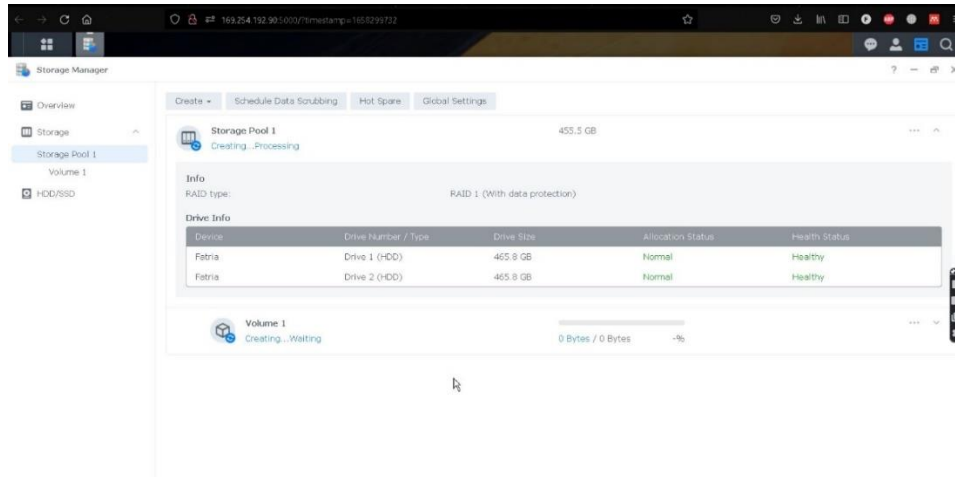 169.254.192.90:5000/?timestamp=1658299732
Storage Manager
Overview
Storage
Storage Pool 1
Volume 1
HDD/SSD
Create
Schedule Data Scrubbing
Hot Spare
Global Settings
Storage Pool 1
455.5 GB
Creating...Processing
Info
RAID type:
RAID 1 (With data protection)
Drive Info
Device Drive Number / Type Drive Size Allocation Status Health Status
Fatria Drive 1 (HDD) 465.8 GB Normal Healthy
Fatria Drive 2 (HDD) 465.8 GB Normal Healthy
Volume 1
Creating...Waiting
0 Bytes / 0 Bytes -%